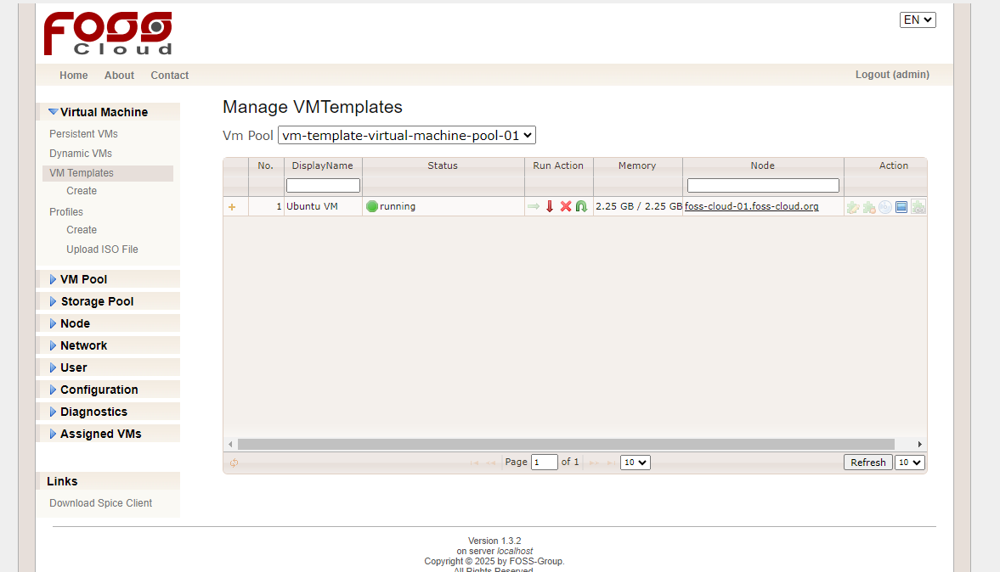 FOSS
Cloud
EN
Home About Contact
Logout (admin)
Virtual Machine
Persistent VMs
Dynamic VMs
VM Templates
Create
Profiles
Create
Upload ISO File
VM Pool
Storage Pool
Node
Network
User
Configuration
Diagnostics
Assigned VMs
Links
Download Spice Client
Manage VMTemplates
Vm Pool vm-template-virtual-machine-pool-01
No. DisplayName Status Run Action Memory Node Action
1 Ubuntu VM running 2.25 GB / 2.25 GB foss-cloud-01.foss-cloud.org
Page 1 of 1 10 Refresh 10
Version 1.3.2
on server localhost
Copyright © 2025 by FOSS-Group.
All Rights Reserved